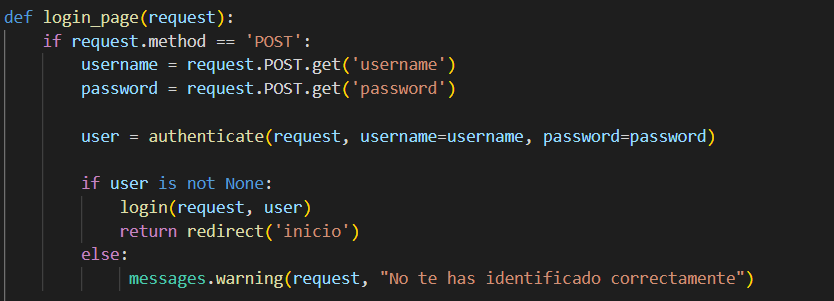 def login_page(request):
    if request.method == 'POST':
        username = request.POST.get('username')
        password = request.POST.get('password')

        user = authenticate(request, username=username, password=password)

        if user is not None:
            login(request, user)
            return redirect('inicio')
        else:
             messages.warning(request, "No te has identificado correctamente")